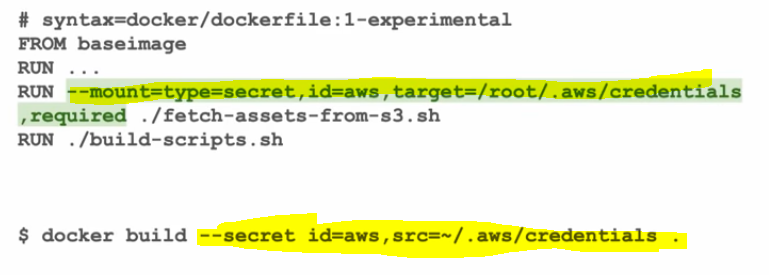 # syntax=docker/dockerfile:1-experimental
FROM baseimage
RUN ...
RUN --mount=type=secret,id=aws,target=/root/.aws/credentials
,required ./fetch-assets-from-s3.sh
RUN ./build-scripts.sh
$ docker build --secret id=aws,src=~/.aws/credentials .